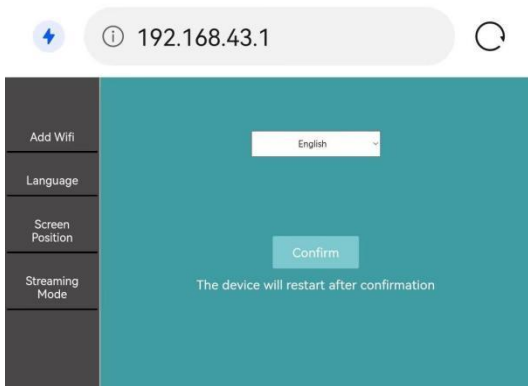 192.168.43.1
Add Wifi
Language
Screen
Position
Streaming
Mode
English
Confirm
The device will restart after confirmation